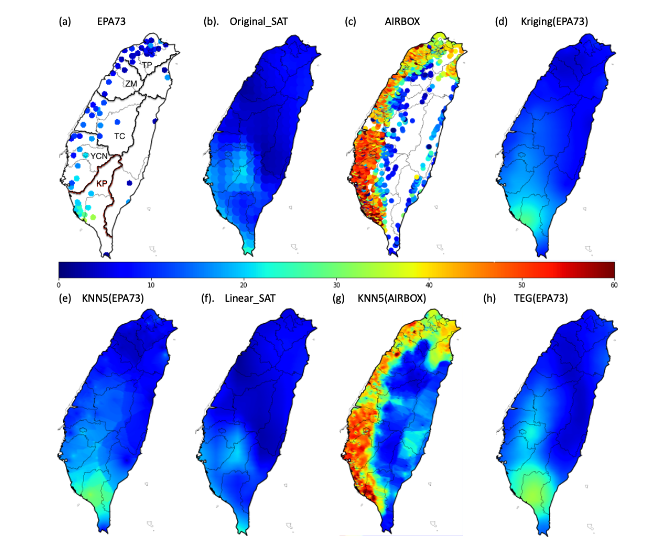 (a) EPA73 (b). Original_SAT (c) AIRBOX (d) Kriging(EPA73)
TP
ZM
TC
YCN
KP
0 10 20 30 40 50 60
(e) KNN5(EPA73) (f). Linear_SAT (g) KNN5(AIRBOX) (h) TEG(EPA73)